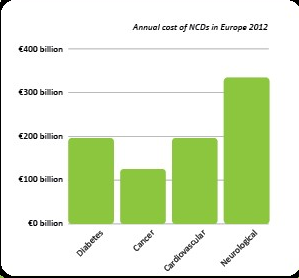 Annual cost of NCDs in Europe 2012
€400 billion
€300 billion
€200 billion
€100 billion
€0 billion
Diabetes
Cancer
Cardiovascular
Neurological